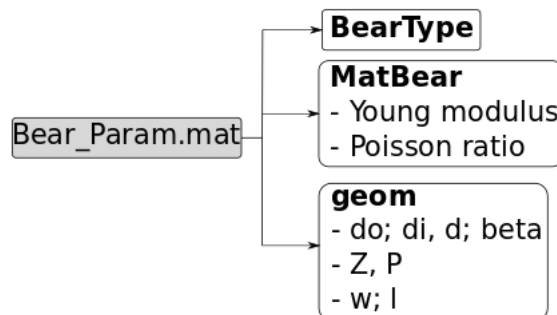 BearType
MatBear
- Young modulus
- Poisson ratio
Bear_Param.mat
geom
- do; di, d; beta
- Z, P
- w; l